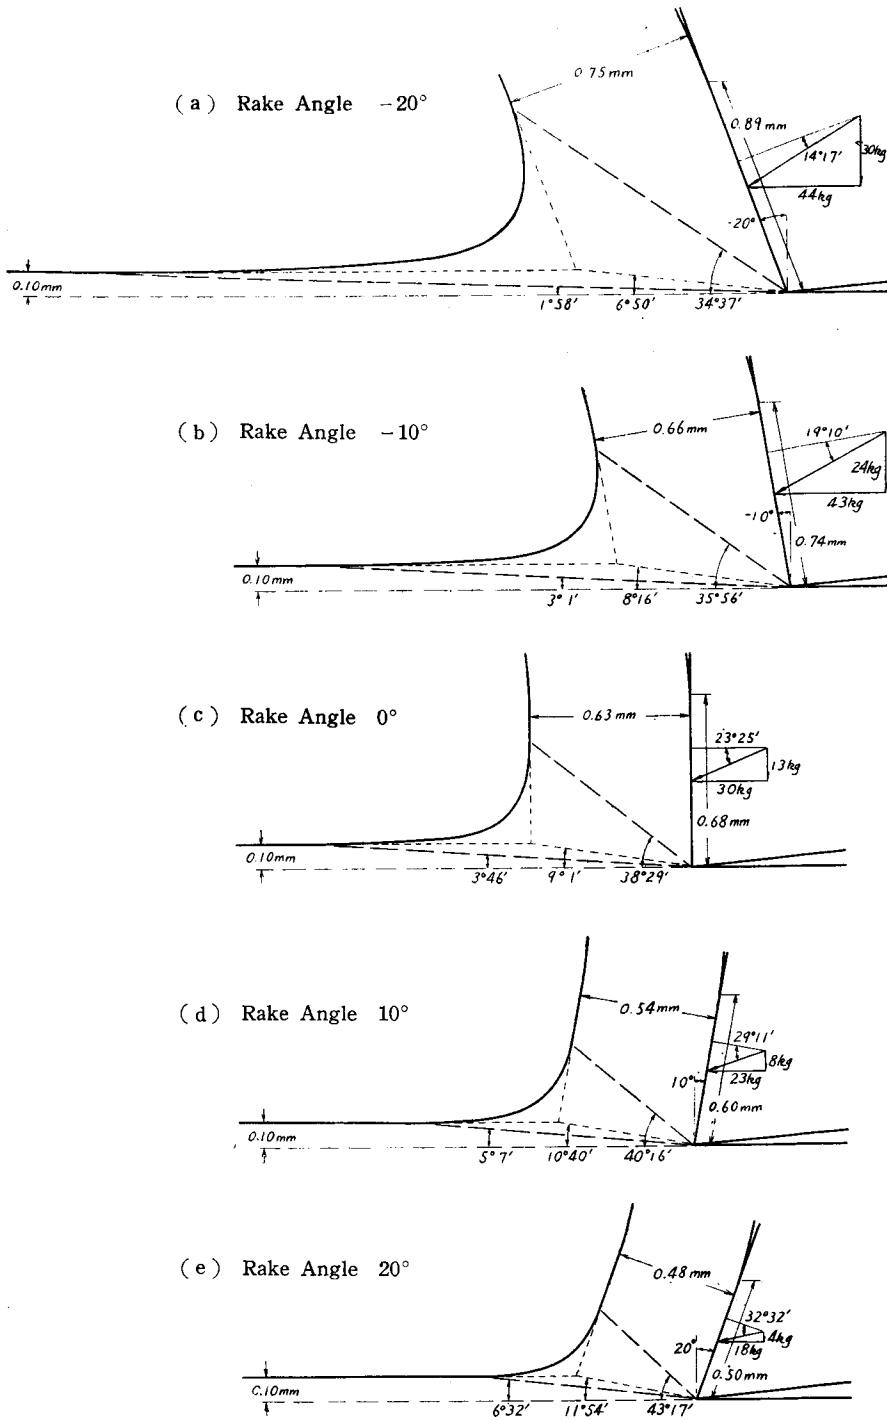 (a) Rake Angle −20°
0.75mm
0.89mm
14°17′
30kg
44kg
-20°
0.10mm
1°58′
6°50′
34°37′
(b) Rake Angle −10°
0.66mm
19°10′
24kg
43kg
-10°
0.74mm
0.10mm
3°1′
8°16′
35°56′
(c) Rake Angle 0°
0.63mm
23°25′
13kg
30kg
0.68mm
0.10mm
3°46′
9°1′
38°29′
(d) Rake Angle 10°
0.54mm
29°11′
8kg
23kg
10°
0.60mm
0.10mm
5°7′
10°40′
40°16′
(e) Rake Angle 20°
0.48mm
32°32′
4kg
18kg
20°
0.50mm
0.10mm
6°32′
11°54′
43°17′